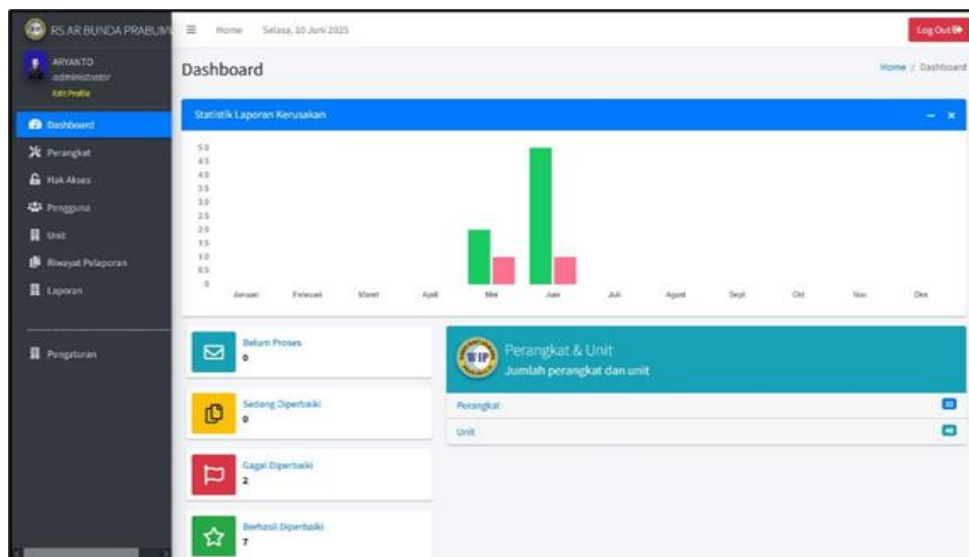 RS AR BUNDA PRABUM
Home Selasa, 10 Juni 2025
Log Out
ARYANTO
administrator
Edit Profile
Dashboard
Home / Dashboard
Dashboard
Perangkat
Hak Akses
Pengguna
Unit
Riwayat Pelaporan
Laporan
Pengaturan
Statistik Laporan Kerusakan
5.0
4.5
4.0
3.5
3.0
2.5
2.0
1.5
1.0
0.5
0
Januari Februari Maret April Mei Juni Juli Agust Sept Okt Nov Des
Belum Proses
0
Sedang Diperbaiki
0
Gagal Diperbaiki
2
Berhasil Diperbaiki
7
WIP
Perangkat & Unit
Jumlah perangkat dan unit
Perangkat
Unit